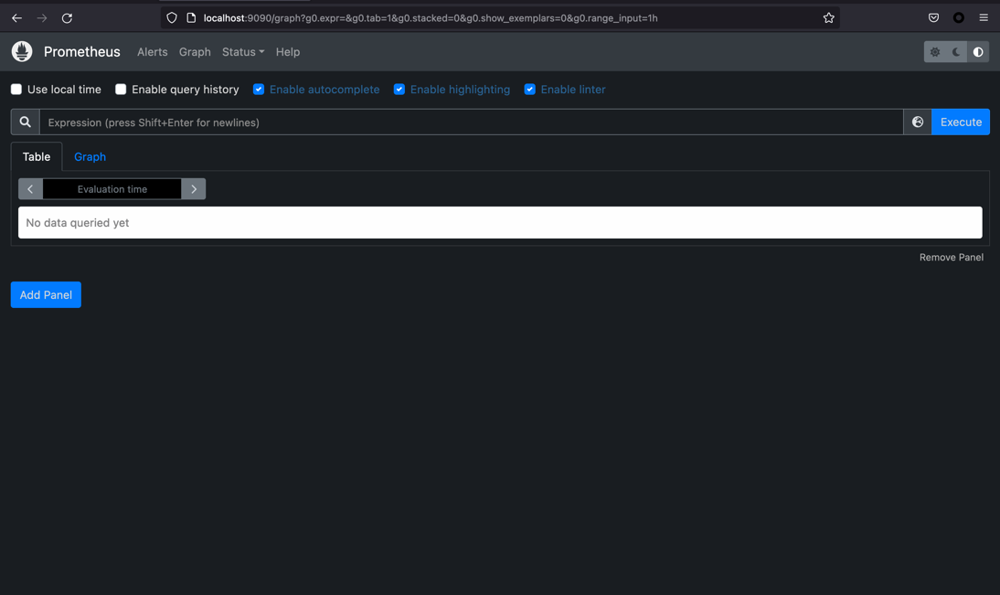 localhost:9090/graph?g0.expr=&g0.tab=1&g0.stacked=0&g0.show_exemplars=0&g0.range_input=1h
Prometheus Alerts Graph Status Help
Use local time Enable query history Enable autocomplete Enable highlighting Enable linter
Expression (press Shift+Enter for newlines) Execute
Table Graph
Evaluation time
No data queried yet
Remove Panel
Add Panel